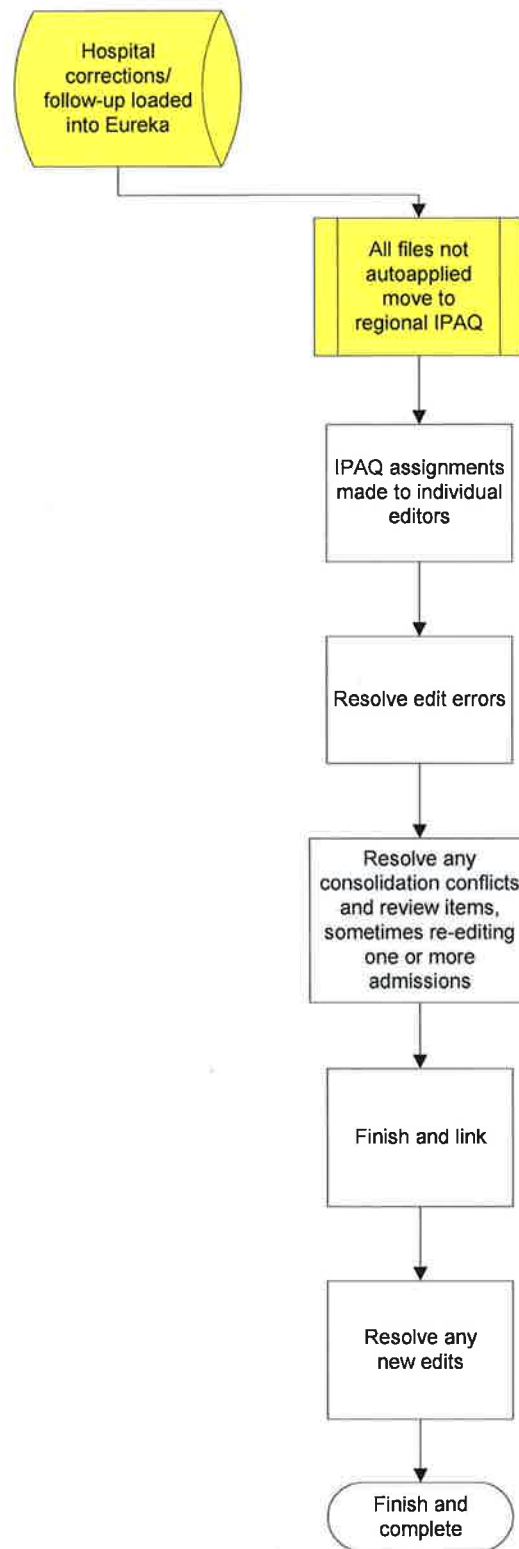 Hospital
corrections/
follow-up loaded
into Eureka
All files not
autoapplied
move to
regional IPAQ
IPAQ assignments
made to individual
editors
Resolve edit errors
Resolve any
consolidation conflicts
and review items,
sometimes re-editing
one or more
admissions
Finish and link
Resolve any
new edits
Finish and
complete